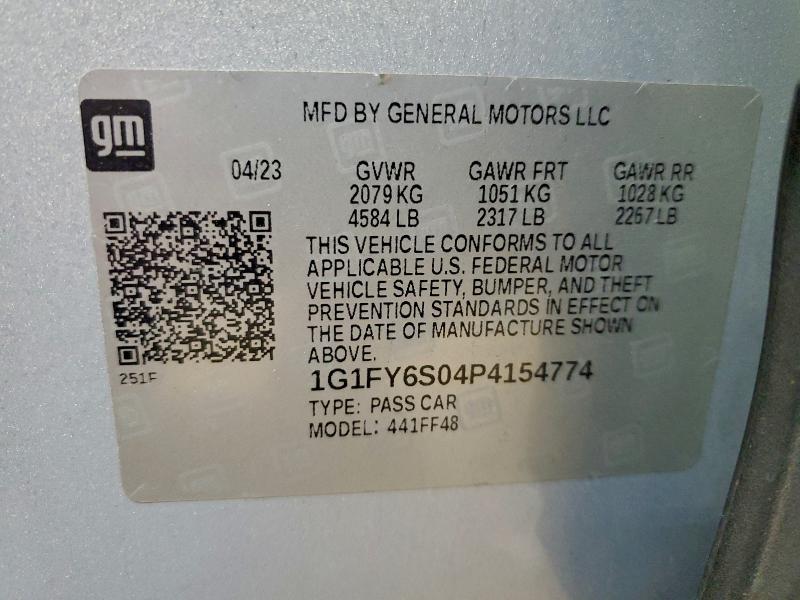 gm
MFD BY GENERAL MOTORS LLC
04/23 GVWR GAWR FRT GAWR RR
2079 KG 1051 KG 1028 KG
4584 LB 2317 LB 2267 LB
THIS VEHICLE CONFORMS TO ALL
APPLICABLE U.S. FEDERAL MOTOR
VEHICLE SAFETY, BUMPER, AND THEFT
PREVENTION STANDARDS IN EFFECT ON
THE DATE OF MANUFACTURE SHOWN
ABOVE.
251F
1G1FY6S04P4154774
TYPE: PASS CAR
MODEL: 441FF48